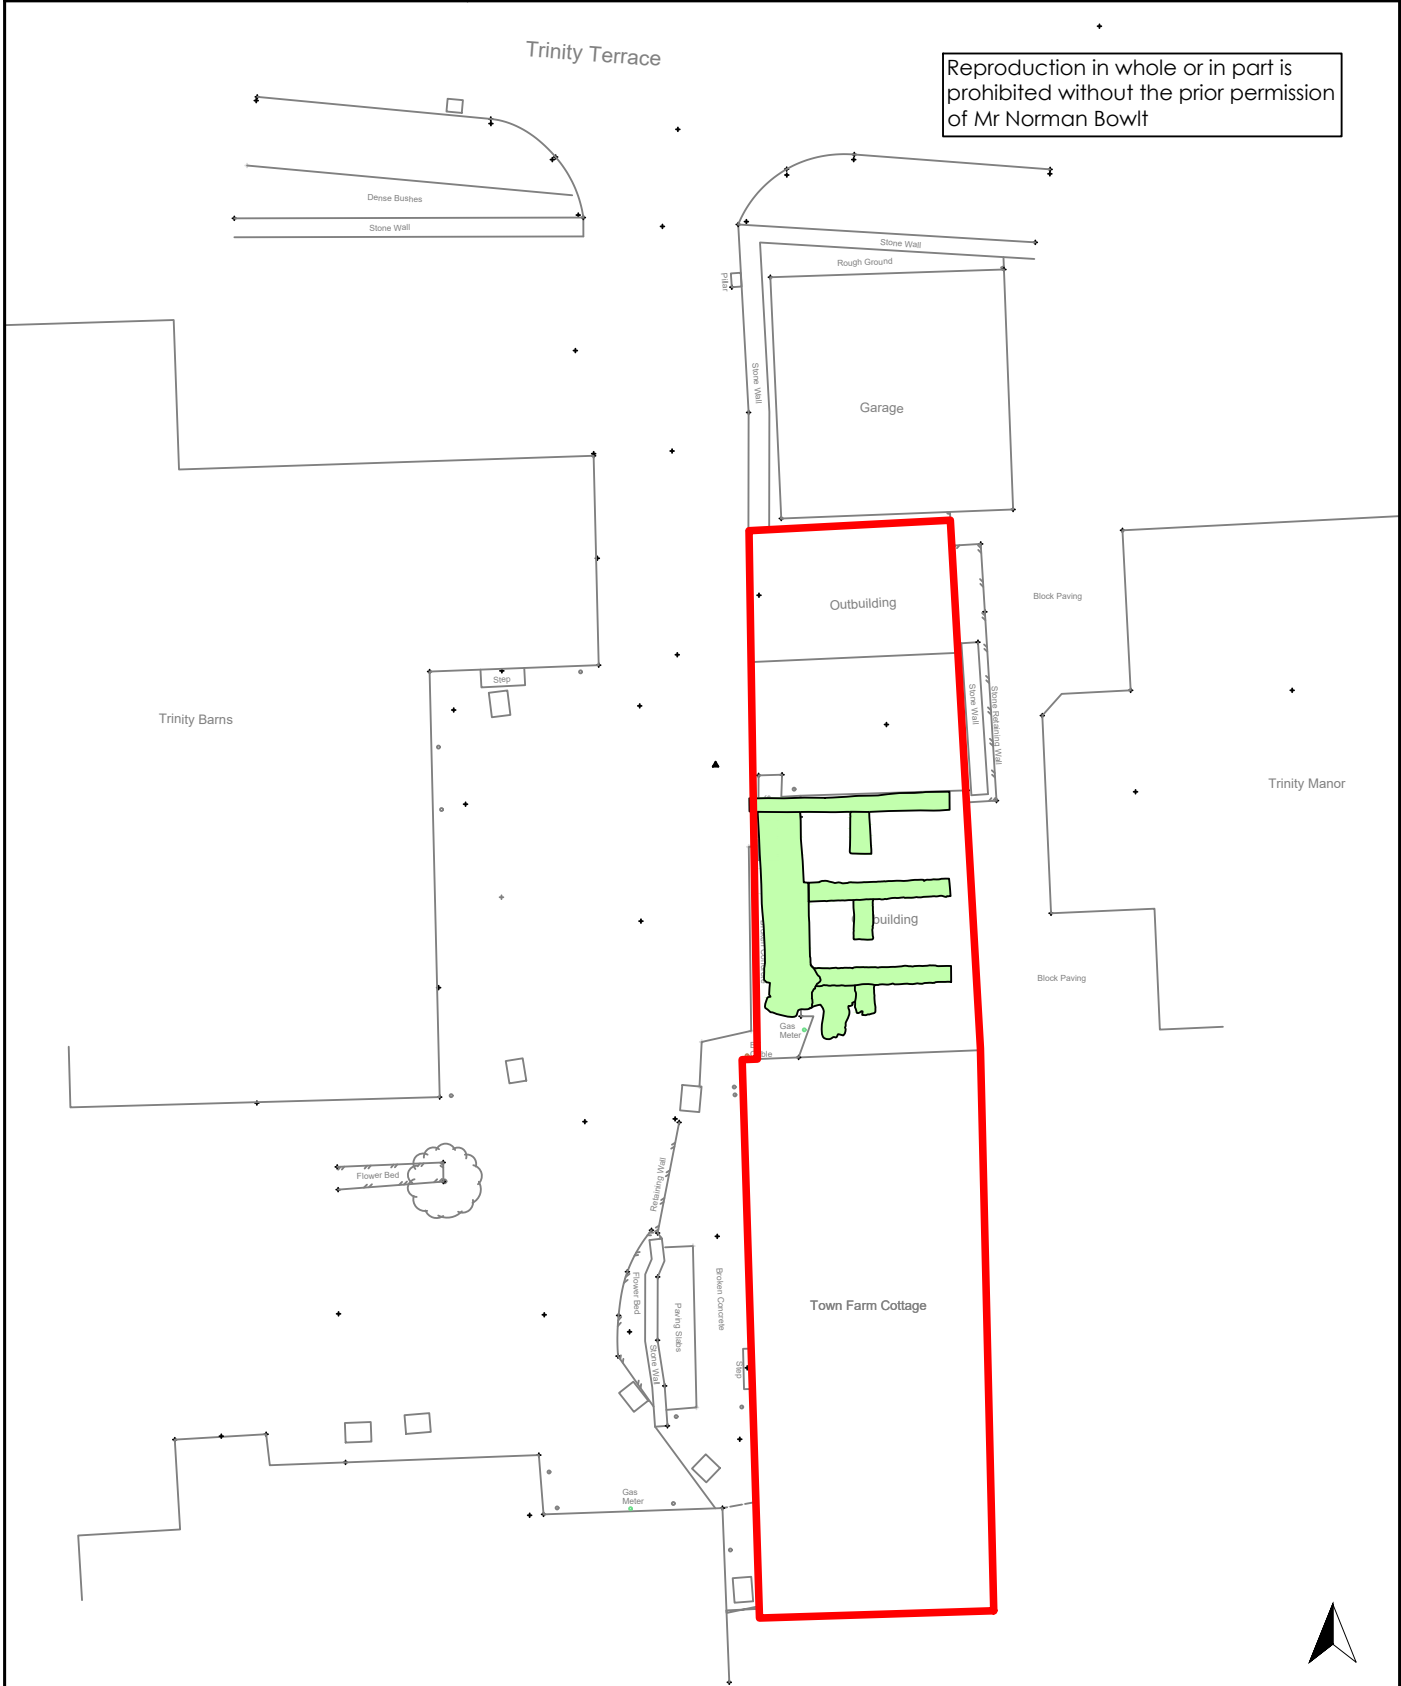 Trinity Terrace
Reproduction in whole or in part is
prohibited without the prior permission
of Mr Norman Bowlt
Dense Bushes
Stone Wall
Stone Wall
Rough Ground
Pillar
Stone Wall
Garage
Outbuilding
Block Paving
Step
Stone Wall
Stone Retaining Wall
Trinity Barns
Trinity Manor
building
Block Paving
Gas
Meter
Flower Bed
Retaining Wall
Flower Bed
Broken Concrete
Paving Slabs
Stone Wall
Step
Town Farm Cottage
Gas
Meter